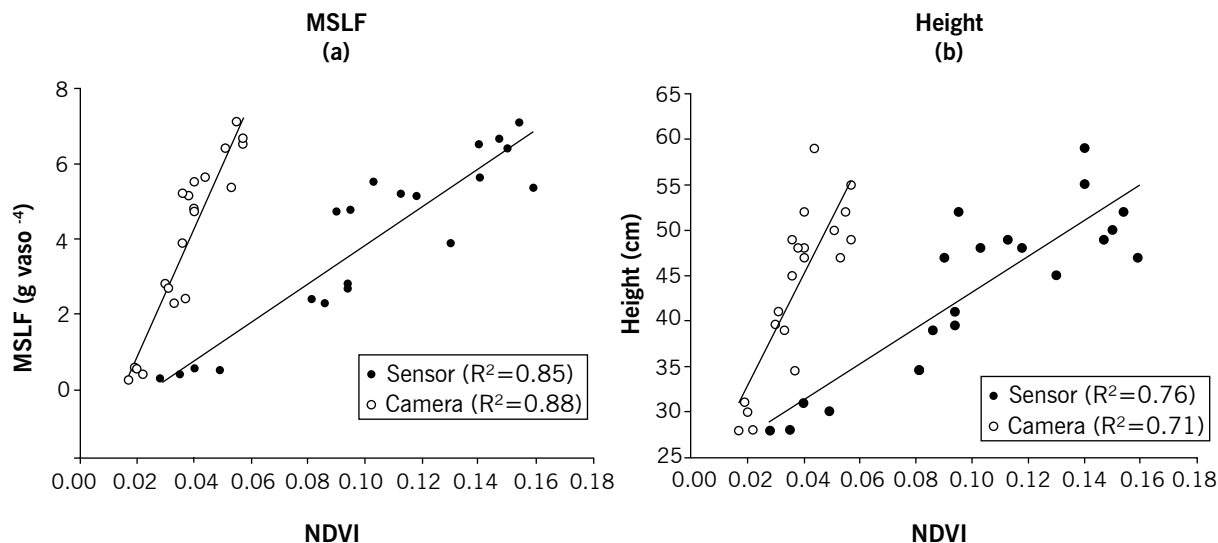 MSLF
(a)
8
6
4
2
0
MSLF (g vaso -4)
Sensor (R²=0.85)
Camera (R²=0.88)
0.00 0.02 0.04 0.06 0.08 0.10 0.12 0.14 0.16 0.18
NDVI
Height
(b)
65
60
55
50
45
40
35
30
25
Height (cm)
Sensor (R²=0.76)
Camera (R²=0.71)
0.00 0.02 0.04 0.06 0.08 0.10 0.12 0.14 0.16 0.18
NDVI